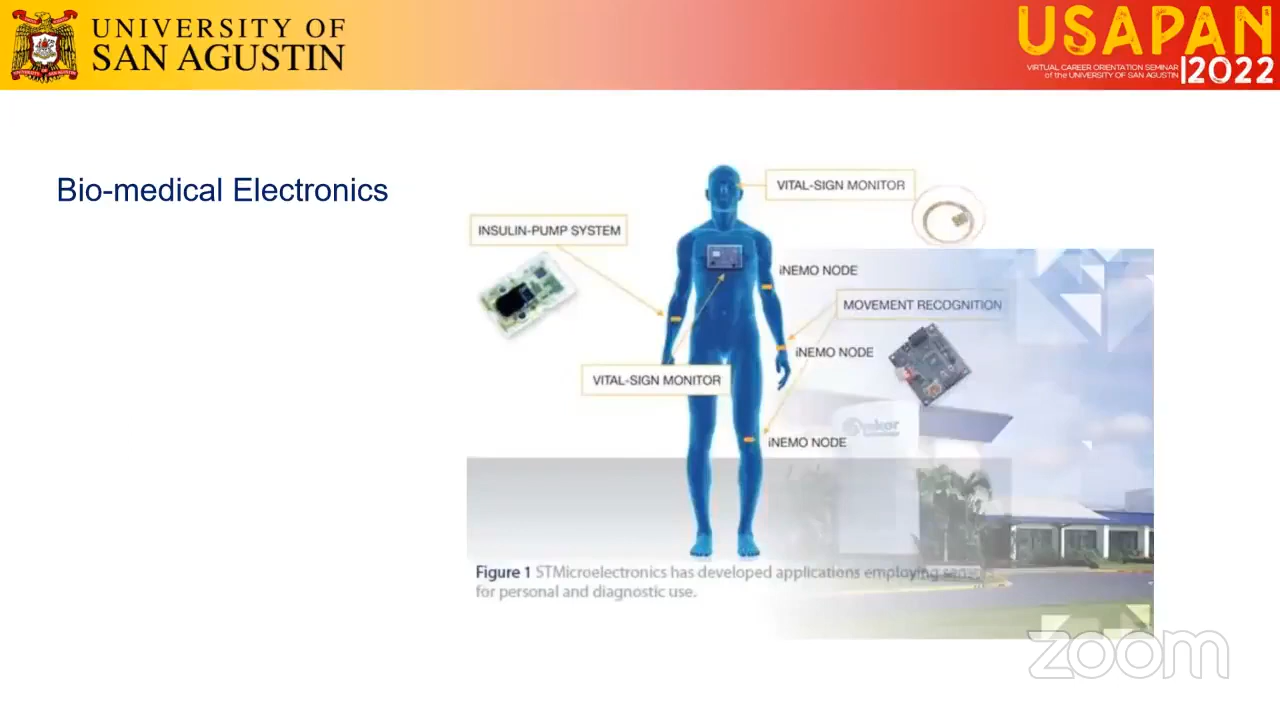 UNIVERSITY OF
SAN AGUSTIN
USAPAN
VIRTUAL CAREER ORIENTATION SEMINAR
of the UNIVERSITY OF SAN AGUSTIN
|2022
Bio-medical Electronics
VITAL-SIGN MONITOR
INSULIN-PUMP SYSTEM
iNEMO NODE
MOVEMENT RECOGNITION
iNEMO NODE
VITAL-SIGN MONITOR
iNEMO NODE
Figure 1 STMicroelectronics has developed applications employing
for personal and diagnostic use.
zoom